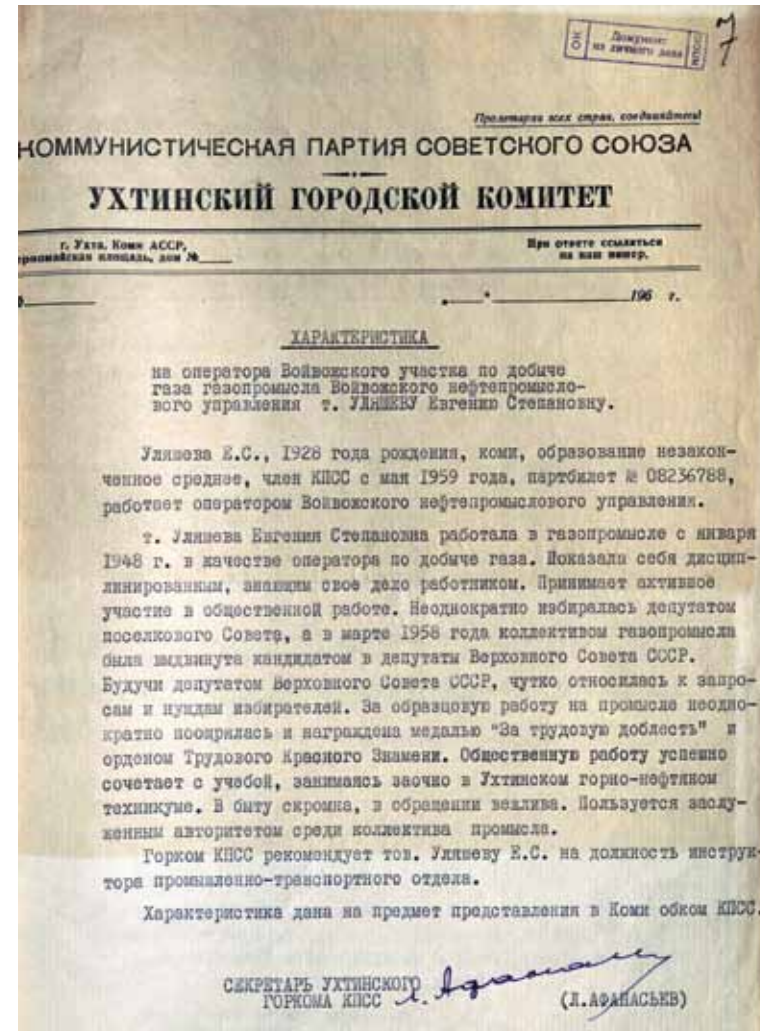 7
ОК Документ из личного дела КПСС
Пролетарии всех стран, соединяйтесь!
КОММУНИСТИЧЕСКАЯ ПАРТИЯ СОВЕТСКОГО СОЮЗА
УХТИНСКИЙ ГОРОДСКОЙ КОМИТЕТ
г. Ухта, Коми АССР, При ответе ссылаться
площадь, дом № на наш номер.
" " 196 г.
ХАРАКТЕРИСТИКА
на оператора Войвожского участка по добыче
газа газопромысла Войвожского нефтепромысло-
вого управления т. УЛЯШЕВУ Евгению Степановну.
Уляшева Е.С., 1928 года рождения, коми, образование незакон-
ченное среднее, член КПСС с мая 1959 года, партбилет № 08236788,
работает оператором Войвожского нефтепромыслового управления.
т. Уляшева Евгения Степановна работала в газопромысле с января
1948 г. в качестве оператора по добыче газа. Показала себя дисцип-
линированным, знающим свое дело работником. Принимает активное
участие в общественной работе. Неоднократно избиралась депутатом
поселкового Совета, а в марте 1958 года коллективом газопромысла
была выдвинута кандидатом в депутаты Верховного Совета СССР.
Будучи депутатом Верховного Совета СССР, чутко относилась к запро-
сам и нуждам избирателей. За образцовую работу на промысле неодно-
кратно поощрялась и награждена медалью "За трудовую доблесть" и
орденом Трудового Красного Знамени. Общественную работу успешно
сочетает с учебой, занимаясь заочно в Ухтинском горно-нефтяном
техникуме. В быту скромна, в обращении вежлива. Пользуется заслу-
женным авторитетом среди коллектива промысла.
Горком КПСС рекомендует тов. Уляшеву Е.С. на должность инструк-
тора промышленно-транспортного отдела.
Характеристика дана на предмет представления в Коми обком КПСС.
СЕКРЕТАРЬ УХТИНСКОГО
ГОРКОМА КПСС Л. Афанасьев (Л.АФАНАСЬЕВ)